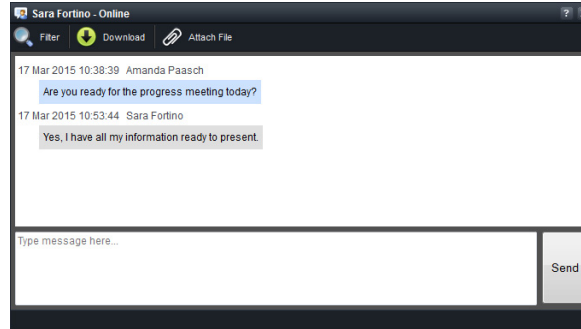 Sara Fortino - Online
?
Filter Download Attach File
17 Mar 2015 10:38:39 Amanda Paasch
Are you ready for the progress meeting today?
17 Mar 2015 10:53:44 Sara Fortino
Yes, I have all my information ready to present.
Type message here...
Send